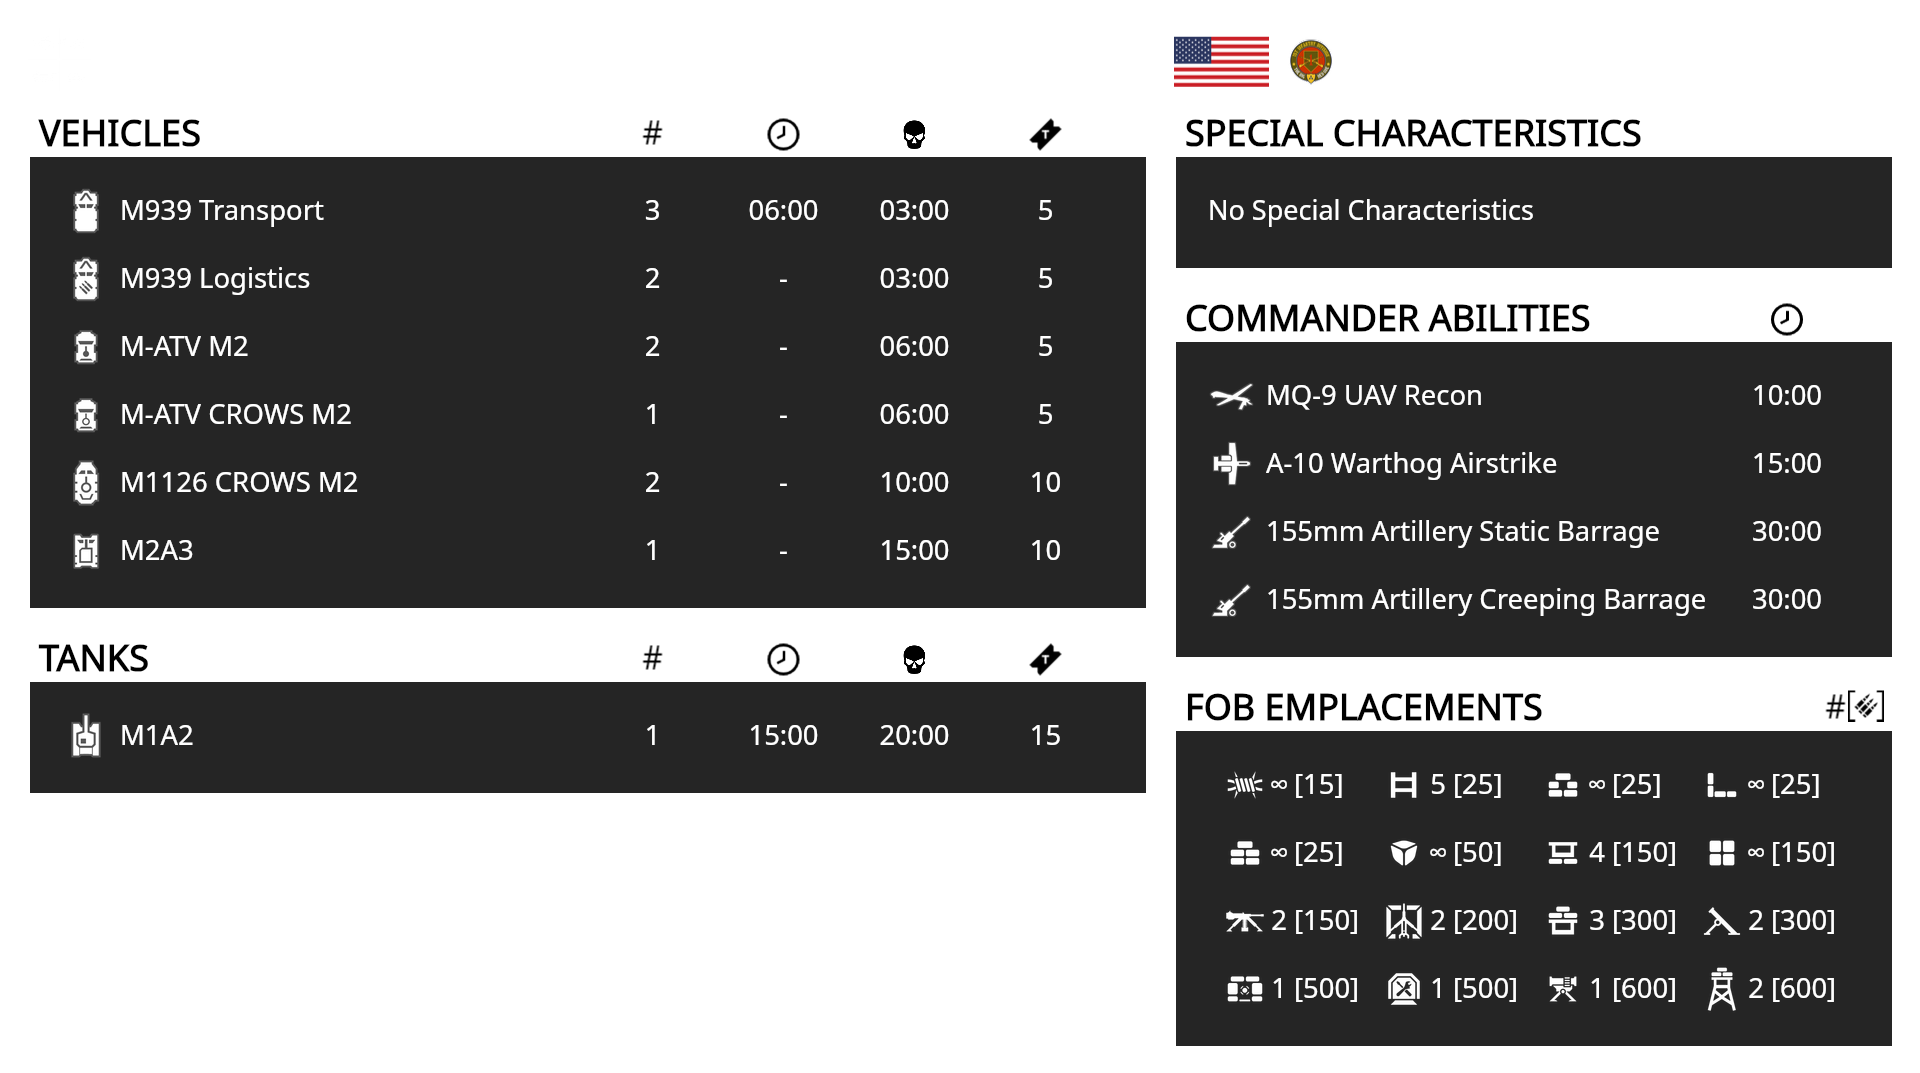 VEHICLES #
M939 Transport 3 06:00 03:00 5
M939 Logistics 2 - 03:00 5
M-ATV M2 2 - 06:00 5
M-ATV CROWS M2 1 - 06:00 5
M1126 CROWS M2 2 - 10:00 10
M2A3 1 - 15:00 10
TANKS #
M1A2 1 15:00 20:00 15
SPECIAL CHARACTERISTICS
No Special Characteristics
COMMANDER ABILITIES
MQ-9 UAV Recon 10:00
A-10 Warthog Airstrike 15:00
155mm Artillery Static Barrage 30:00
155mm Artillery Creeping Barrage 30:00
FOB EMPLACEMENTS #[]
∞ [15] 5 [25] ∞ [25] ∞ [25]
∞ [25] ∞ [50] 4 [150] ∞ [150]
2 [150] 2 [200] 3 [300] 2 [300]
1 [500] 1 [500] 1 [600] 2 [600]